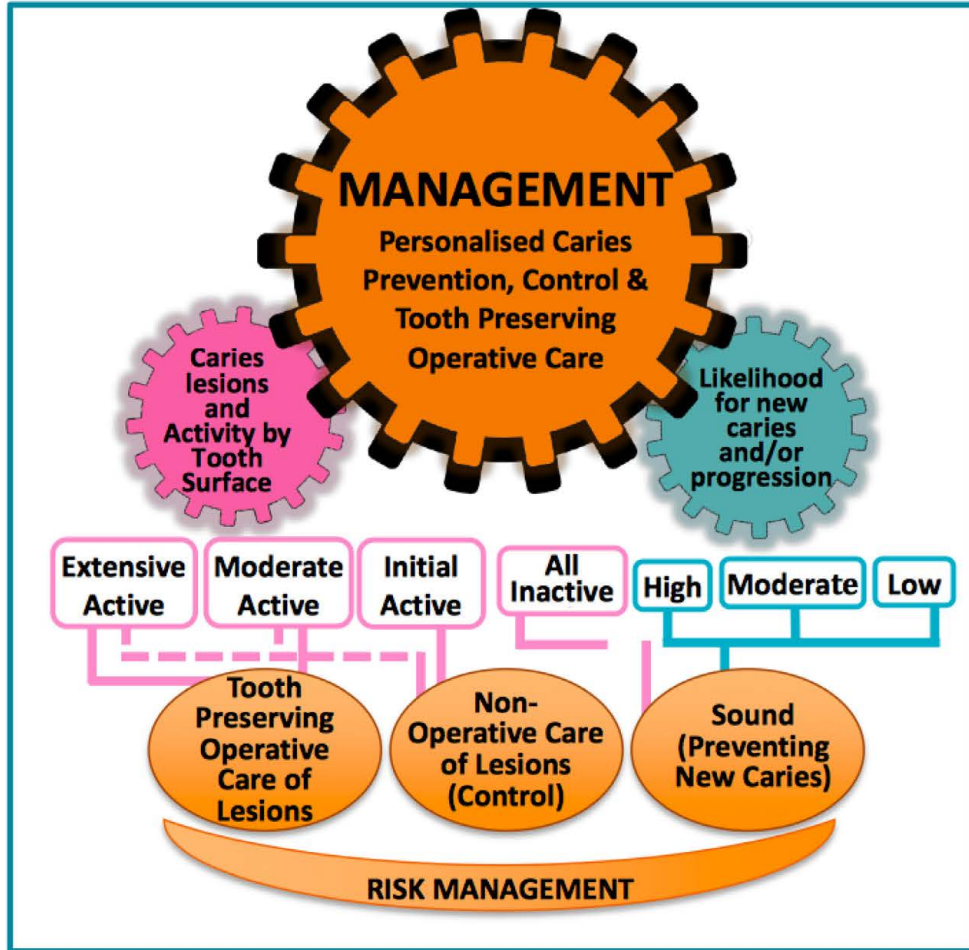 MANAGEMENT
Personalised Caries
Prevention, Control &
Tooth Preserving
Operative Care
Caries
lesions
and
Activity by
Tooth
Surface
Likelihood
for new
caries
and/or
progression
Extensive
Active
Moderate
Active
Initial
Active
All
Inactive
High
Moderate
Low
Tooth
Preserving
Operative
Care of
Lesions
Non-
Operative Care
of Lesions
(Control)
Sound
(Preventing
New Caries)
RISK MANAGEMENT